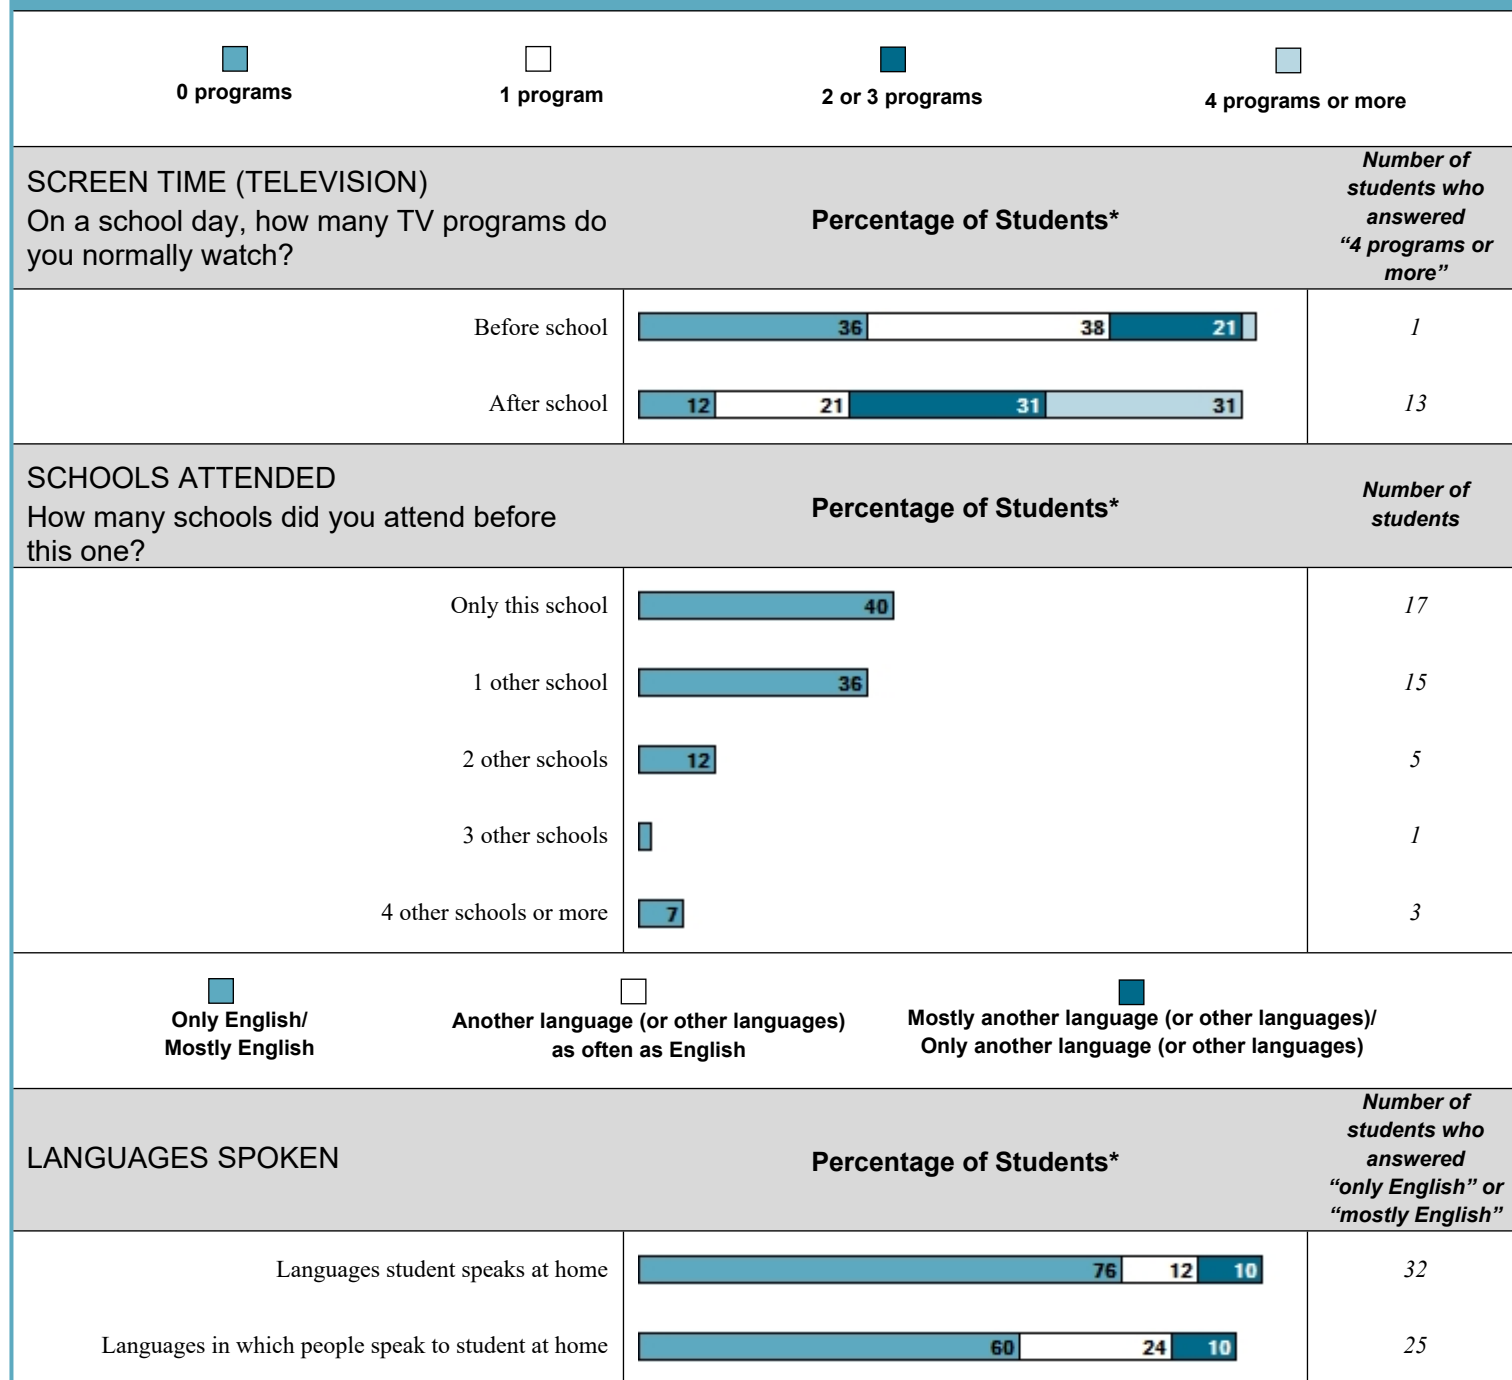 0 programs
1 program
2 or 3 programs
4 programs or more
SCREEN TIME (TELEVISION)
On a school day, how many TV programs do
you normally watch?
Percentage of Students*
Number of
students who
answered
“4 programs or
more”
Before school
36 38 21
1
After school
12 21 31 31
13
SCHOOLS ATTENDED
How many schools did you attend before
this one?
Percentage of Students*
Number of
students
Only this school
40
17
1 other school
36
15
2 other schools
12
5
3 other schools
1
4 other schools or more
7
3
Only English/
Mostly English
Another language (or other languages)
as often as English
Mostly another language (or other languages)/
Only another language (or other languages)
LANGUAGES SPOKEN
Percentage of Students*
Number of
students who
answered
“only English” or
“mostly English”
Languages student speaks at home
76 12 10
32
Languages in which people speak to student at home
60 24 10
25